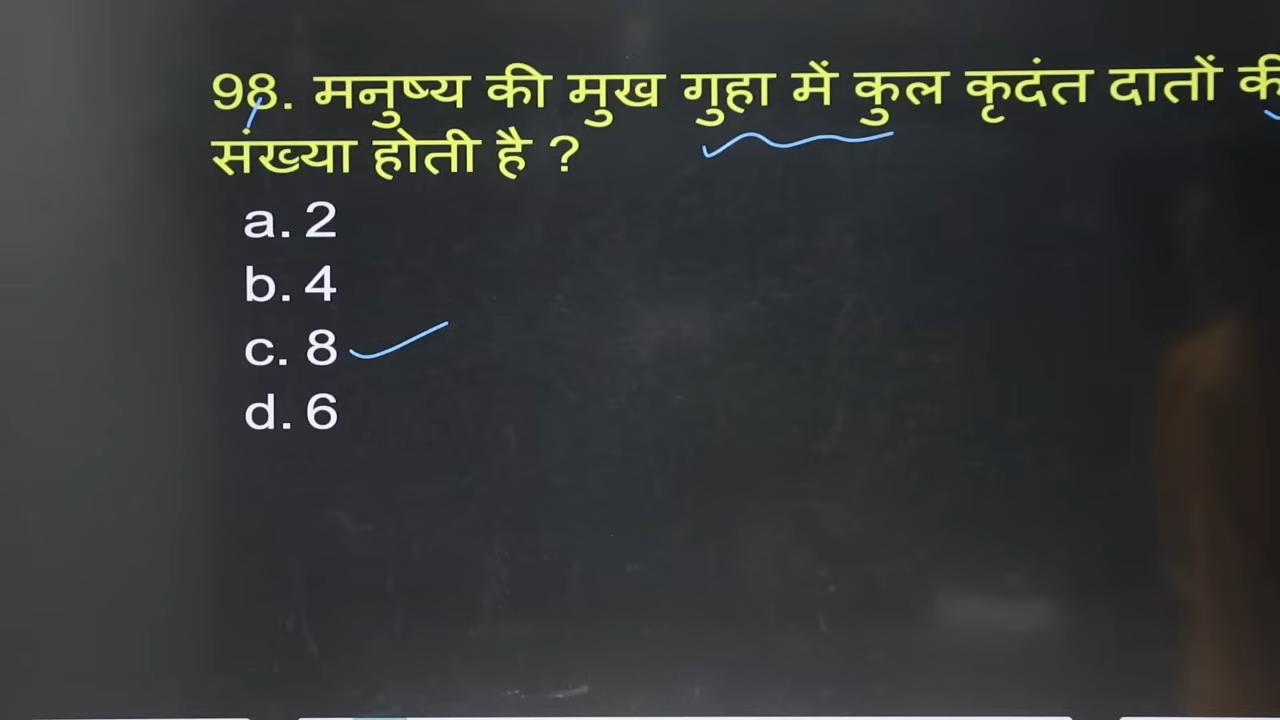 98. मनुष्य की मुख गुहा में कुल कृदंत दातों की
संख्या होती है ?
a. 2
b. 4
c. 8
d. 6